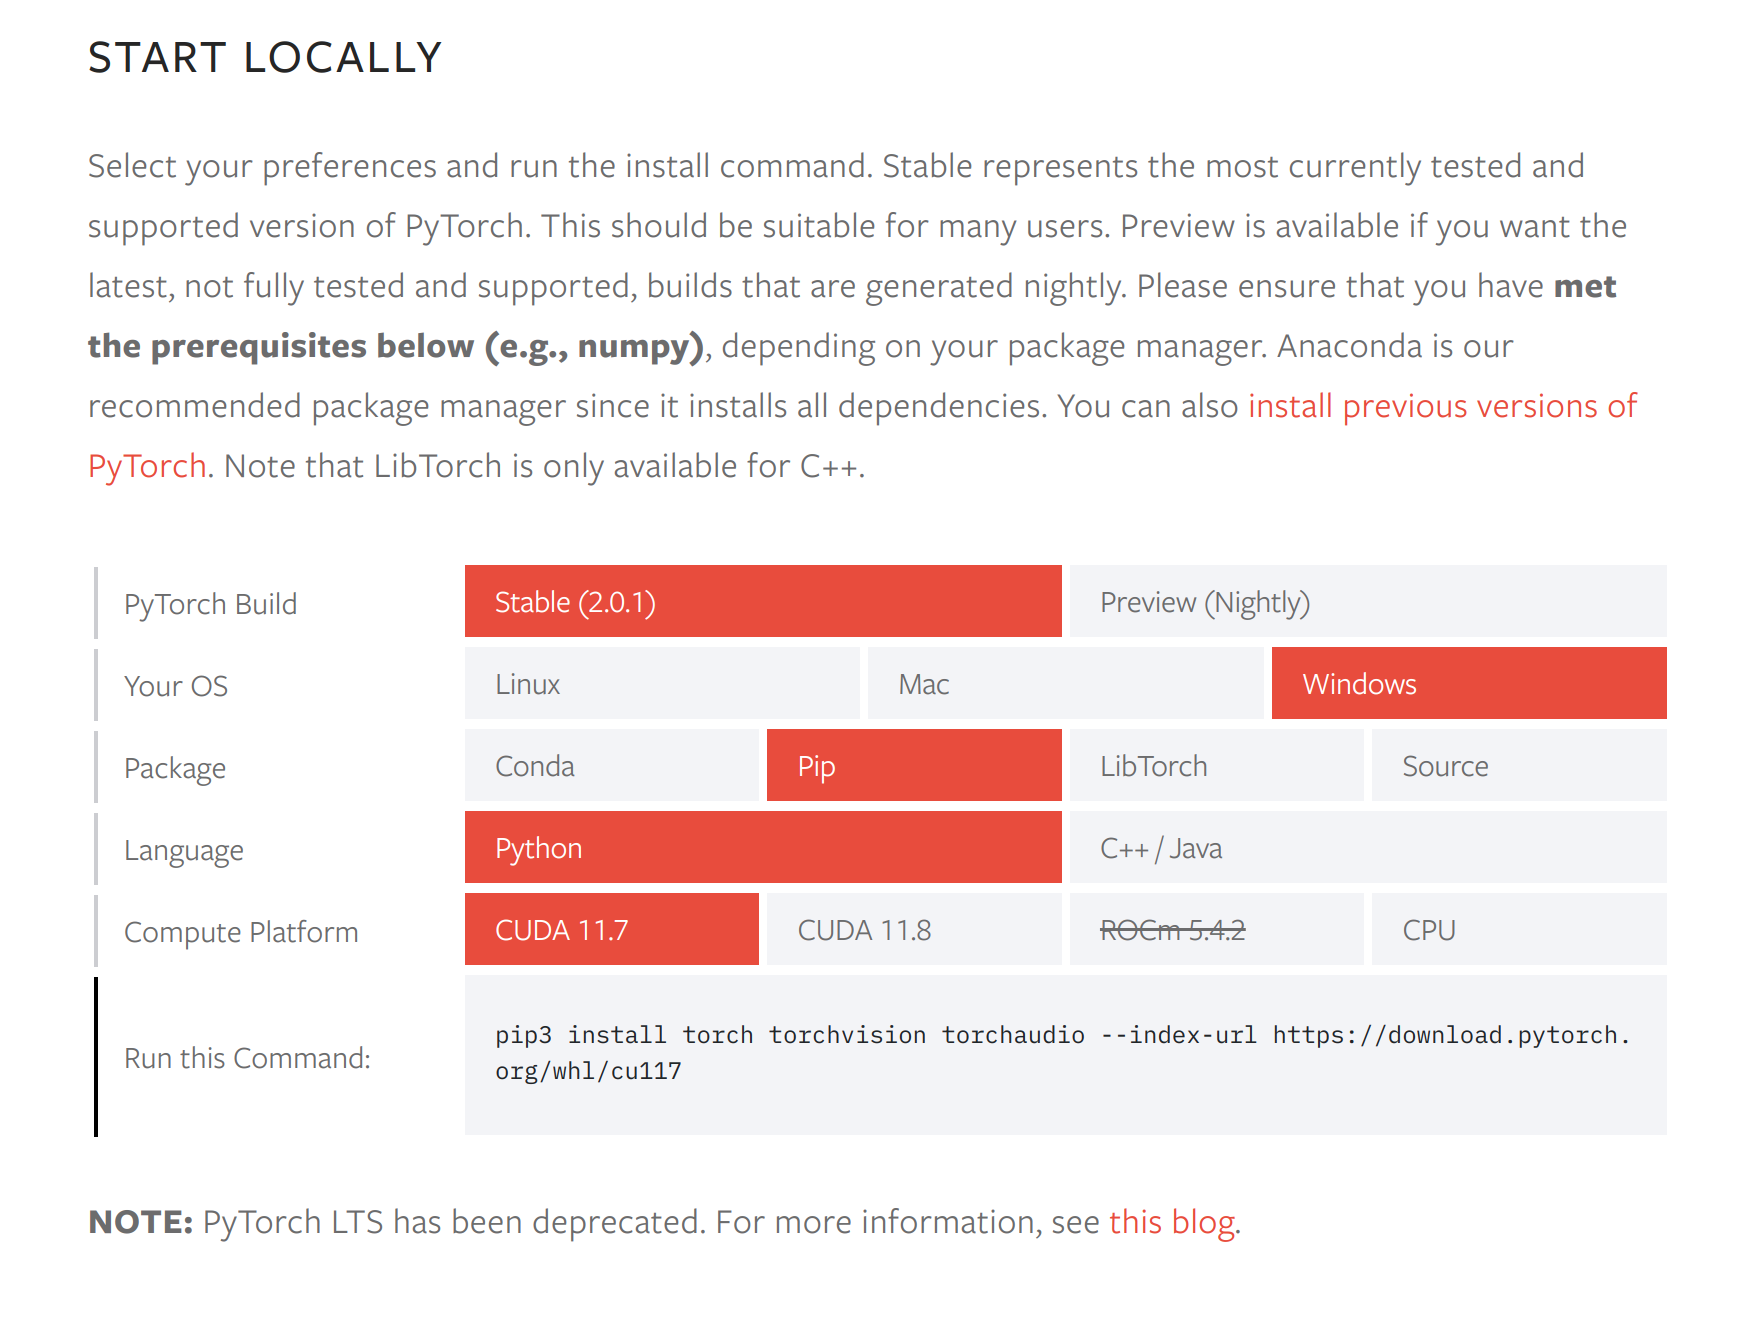 START LOCALLY
Select your preferences and run the install command. Stable represents the most currently tested and
supported version of PyTorch. This should be suitable for many users. Preview is available if you want the
latest, not fully tested and supported, builds that are generated nightly. Please ensure that you have met
the prerequisites below (e.g., numpy), depending on your package manager. Anaconda is our
recommended package manager since it installs all dependencies. You can also install previous versions of
PyTorch. Note that LibTorch is only available for C++.
PyTorch Build Stable (2.0.1) Preview (Nightly)
Your OS Linux Mac Windows
Package Conda Pip LibTorch Source
Language Python C++ / Java
Compute Platform CUDA 11.7 CUDA 11.8 ROCm 5.4.2 CPU
Run this Command: pip3 install torch torchvision torchaudio --index-url https://download.pytorch.
org/whl/cu117
NOTE: PyTorch LTS has been deprecated. For more information, see this blog.